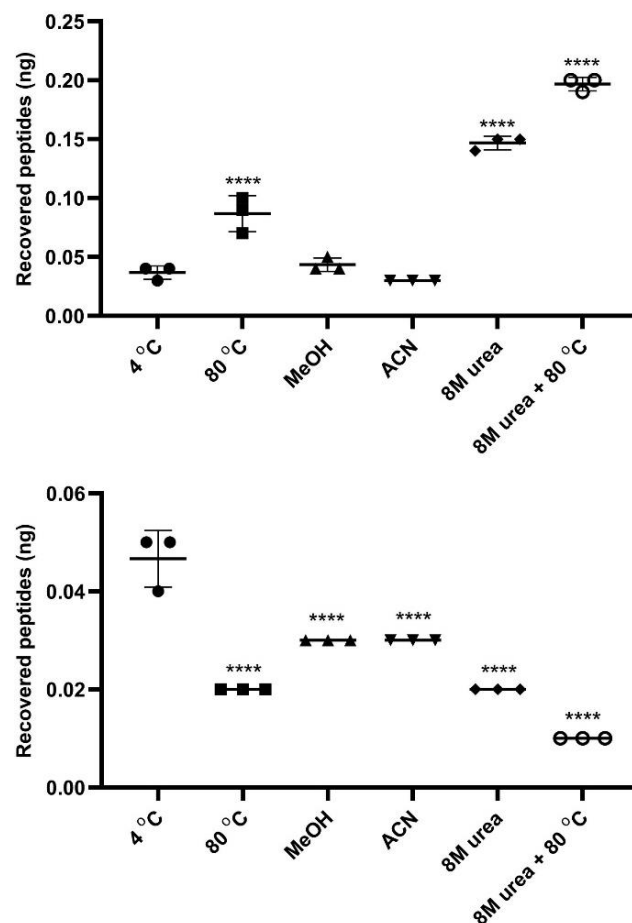 Recovered peptides (ng)
0.25
0.20
0.15
0.10
0.05
0.00
****
****
****
4 °C
80 °C
MeOH
ACN
8M urea
8M urea + 80 °C
Recovered peptides (ng)
0.06
0.04
0.02
0.00
****
****
****
****
****
4 °C
80 °C
MeOH
ACN
8M urea
8M urea + 80 °C